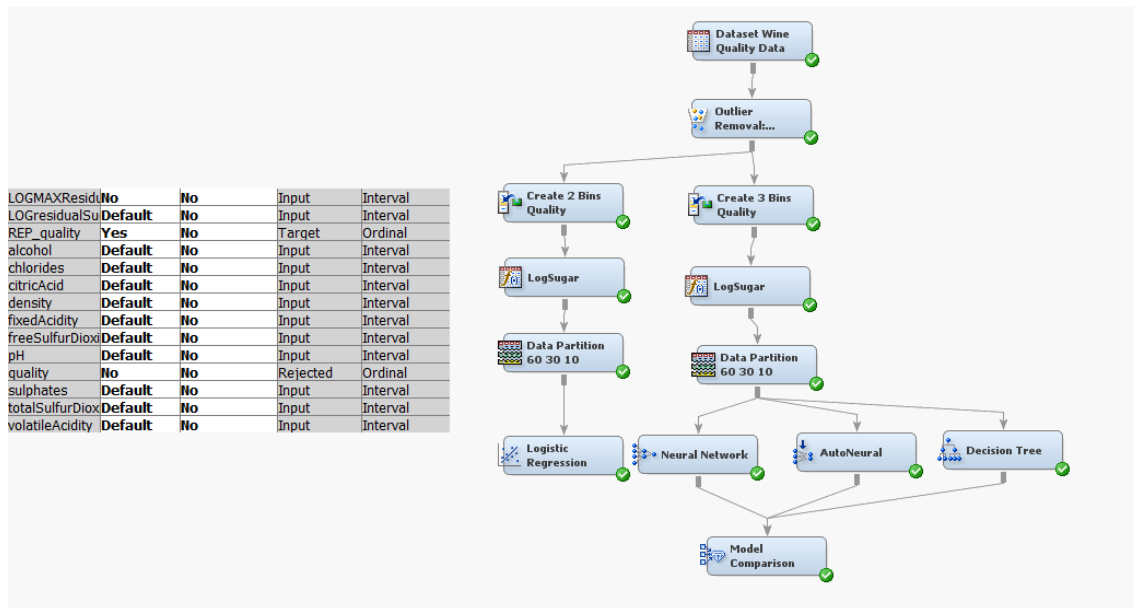 LOGMAXResidu No No Input Interval
LOGresidualSu Default No Input Interval
REP_quality Yes No Target Ordinal
alcohol Default No Input Interval
chlorides Default No Input Interval
citricAcid Default No Input Interval
density Default No Input Interval
fixedAcidity Default No Input Interval
freeSulfurDioxi Default No Input Interval
pH Default No Input Interval
quality No No Rejected Ordinal
sulphates Default No Input Interval
totalSulfurDiox Default No Input Interval
volatileAcidity Default No Input Interval
Dataset Wine
Quality Data
Outlier
Removal:...
Create 2 Bins
Quality
Create 3 Bins
Quality
LogSugar
LogSugar
Data Partition
60 30 10
Data Partition
60 30 10
Logistic
Regression
Neural Network
AutoNeural
Decision Tree
Model
Comparison